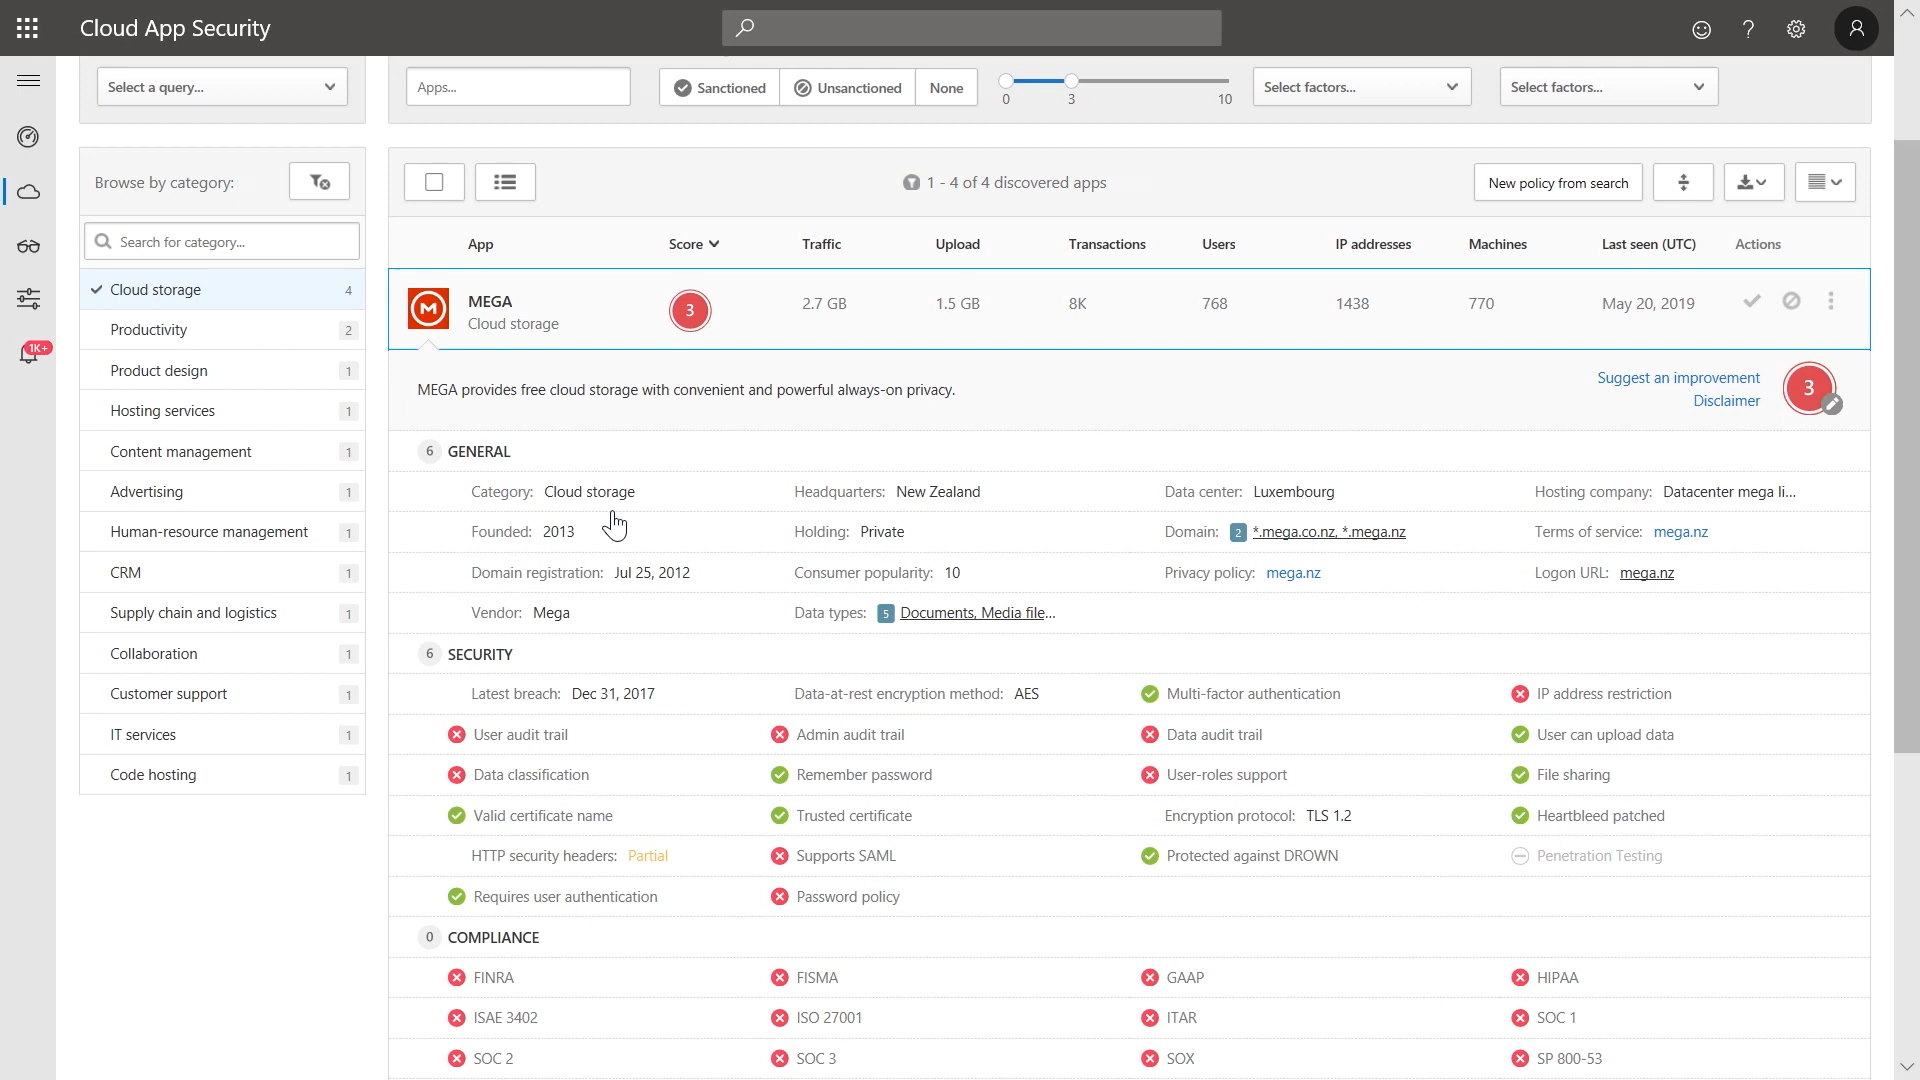 Cloud App Security
Select a query...
Apps...
Sanctioned
Unsanctioned
None
0
3
10
Select factors...
Select factors...
Browse by category:
1 - 4 of 4 discovered apps
New policy from search
Search for category...
App
Score
Traffic
Upload
Transactions
Users
IP addresses
Machines
Last seen (UTC)
Actions
Cloud storage 4
Productivity 2
Product design 1
Hosting services 1
Content management 1
Advertising 1
Human-resource management 1
CRM 1
Supply chain and logistics 1
Collaboration 1
Customer support 1
IT services 1
Code hosting 1
1K+
M
MEGA
Cloud storage
3
2.7 GB
1.5 GB
8K
768
1438
770
May 20, 2019
MEGA provides free cloud storage with convenient and powerful always-on privacy.
Suggest an improvement
Disclaimer
3
6 GENERAL
Category: Cloud storage
Headquarters: New Zealand
Data center: Luxembourg
Hosting company: Datacenter mega li...
Founded: 2013
Holding: Private
Domain: 2 *.mega.co.nz, *.mega.nz
Terms of service: mega.nz
Domain registration: Jul 25, 2012
Consumer popularity: 10
Privacy policy: mega.nz
Logon URL: mega.nz
Vendor: Mega
Data types: 5 Documents, Media file...
6 SECURITY
Latest breach: Dec 31, 2017
Data-at-rest encryption method: AES
Multi-factor authentication
IP address restriction
User audit trail
Admin audit trail
Data audit trail
User can upload data
Data classification
Remember password
User-roles support
File sharing
Valid certificate name
Trusted certificate
Encryption protocol: TLS 1.2
Heartbleed patched
HTTP security headers: Partial
Supports SAML
Protected against DROWN
Penetration Testing
Requires user authentication
Password policy
0 COMPLIANCE
FINRA
FISMA
GAAP
HIPAA
ISAE 3402
ISO 27001
ITAR
SOC 1
SOC 2
SOC 3
SOX
SP 800-53